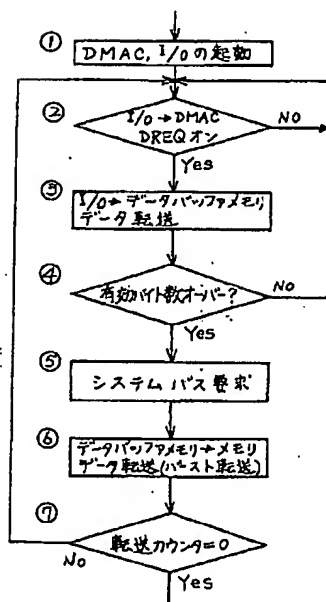 ①
DMAC, I/Oの起動
②
I/O→DMAC
DREQオン
NO
Yes
③
I/O→データバッファメモリ
データ転送
④
有効バイト数オーバー?
NO
Yes
⑤
システムバス要求
⑥
データバッファメモリ→メモリ
データ転送(バースト転送)
⑦
転送カウンタ=0
No
Yes